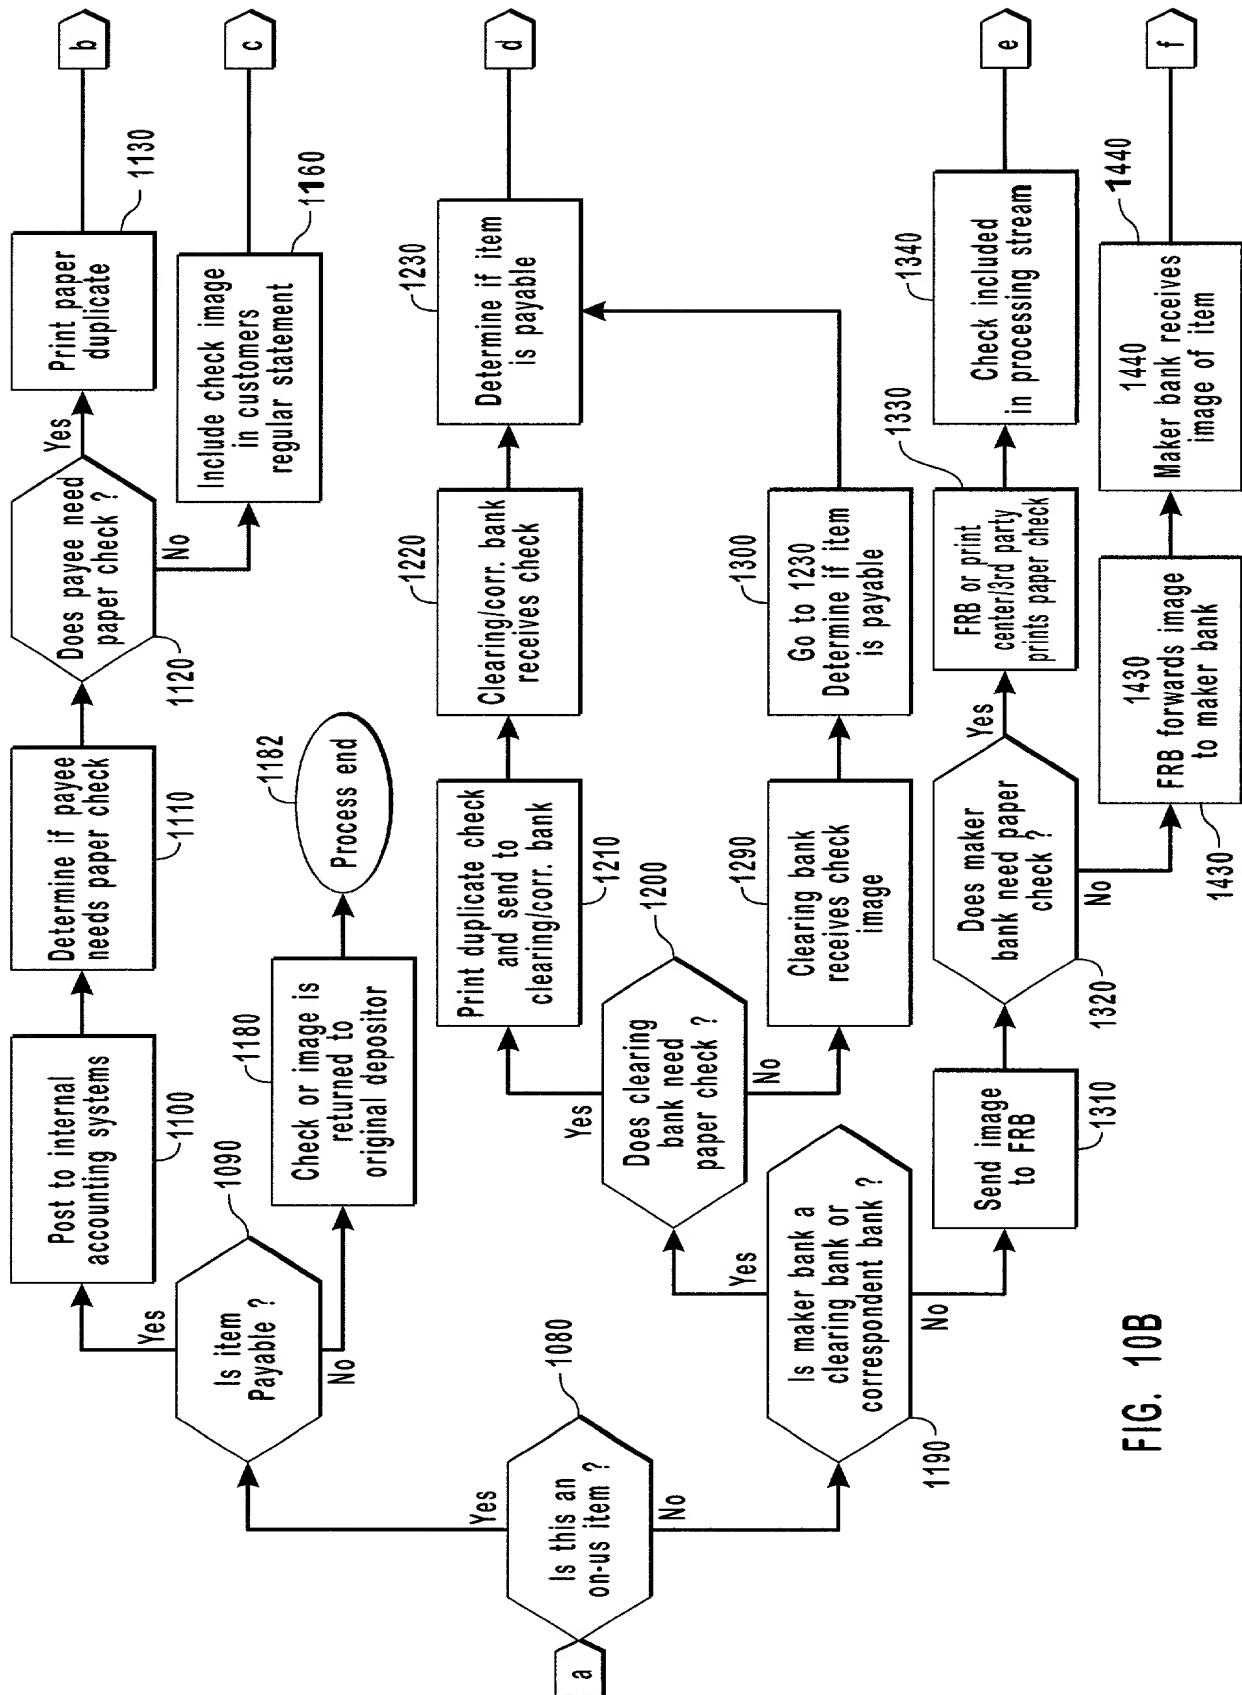 a
Is this an
on-us item ?
1080
Yes
No
Is item
Payable ?
1090
Yes
No
Post to internal
accounting systems
1100
Determine if payee
needs paper check
1110
Does payee need
paper check ?
1120
Yes
No
Print paper
duplicate
1130
b
Include check image
in customers
regular statement
1160
c
Check or image is
returned to
original depositor
1180
Process end
1182
Is maker bank a
clearing bank or
correspondent bank ?
1190
Yes
No
Does clearing
bank need
paper check ?
1200
Yes
No
Print duplicate check
and send to
clearing/corr. bank
1210
Clearing/corr. bank
receives check
1220
Determine if item
is payable
1230
d
Clearing bank
receives check
image
1290
Go to 1230
Determine if item
is payable
1300
Send image
to FRB
1310
Does maker
bank need paper
check ?
1320
Yes
No
FRB or print
center/3rd party
prints paper check
1330
Check included
in processing stream
1340
e
1430
FRB forwards image
to maker bank
1430
1440
Maker bank receives
image of item
1440
f
FIG. 10B